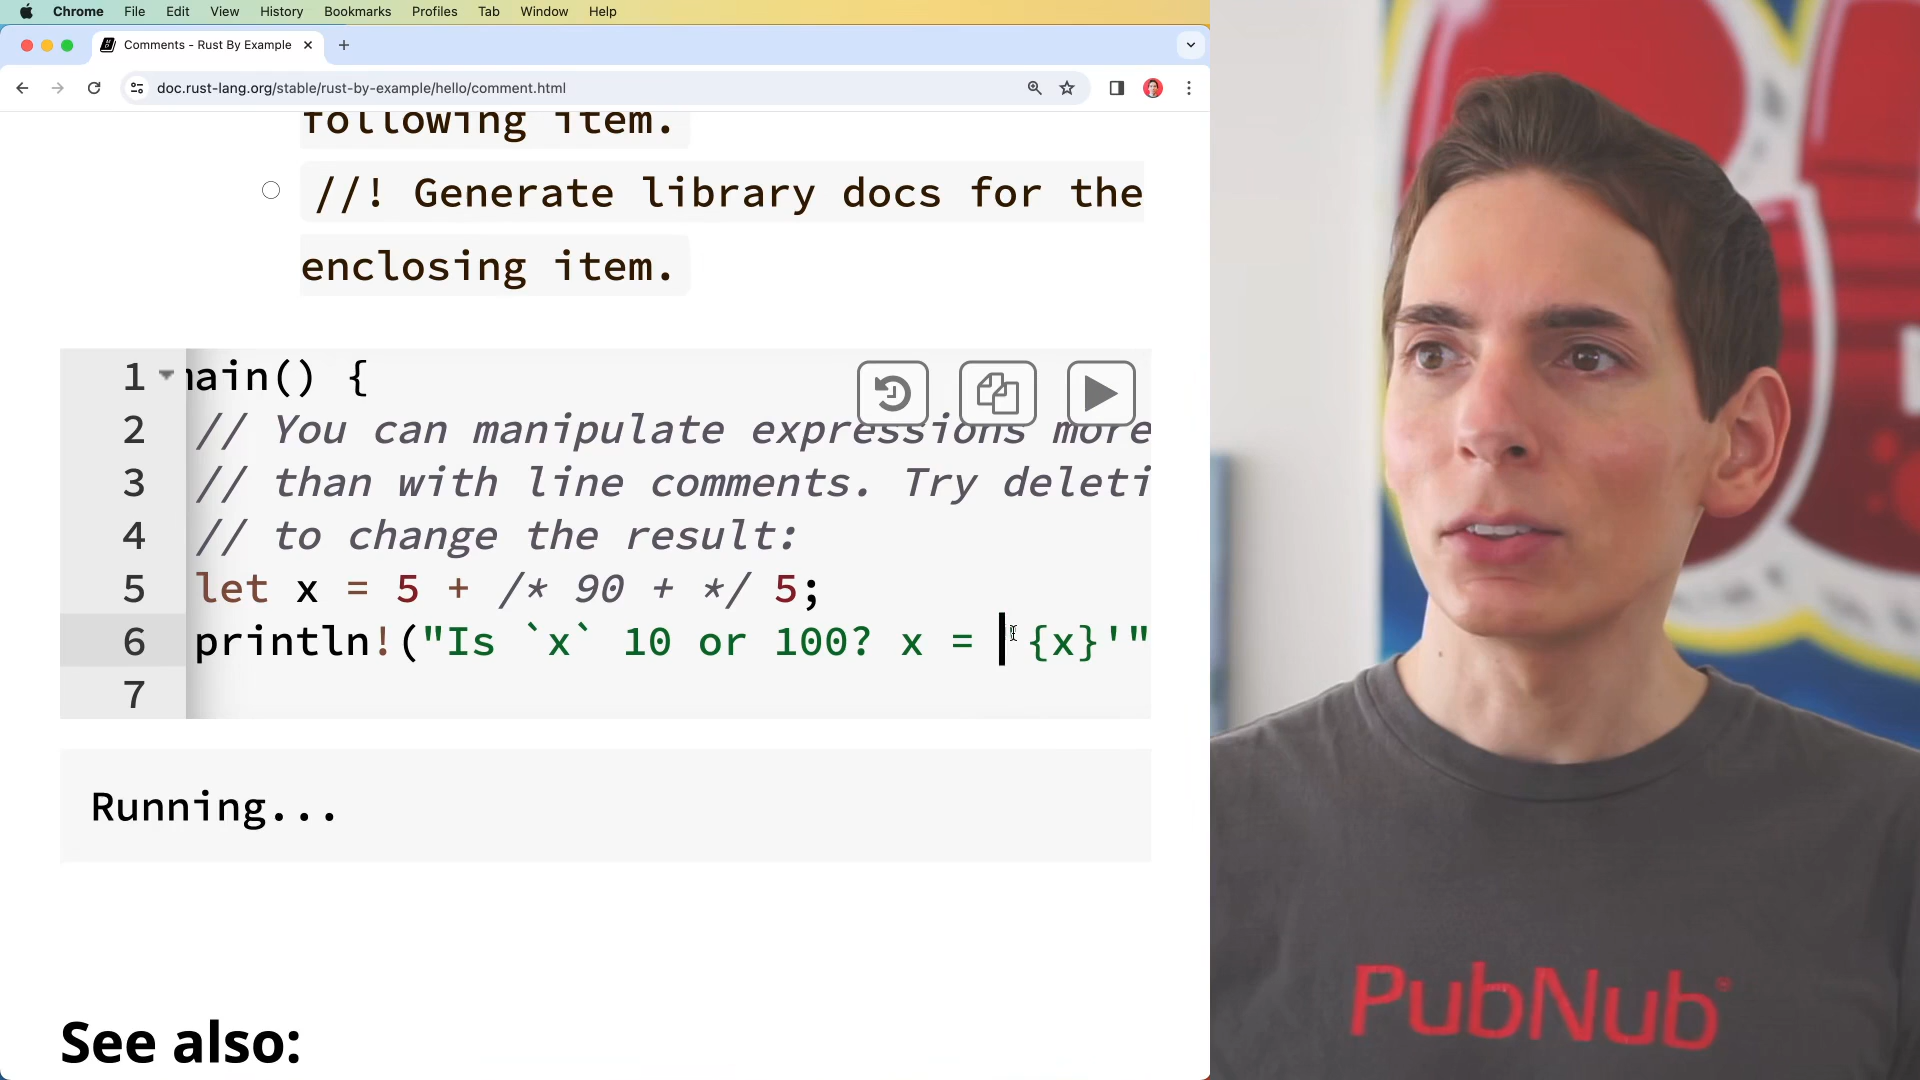 Chrome File Edit View History Bookmarks Profiles Tab Window Help
Comments - Rust By Example
doc.rust-lang.org/stable/rust-by-example/hello/comment.html
following item.
//! Generate library docs for the
enclosing item.
1 main() {
2 // You can manipulate expressions more
3 // than with line comments. Try deleti
4 // to change the result:
5 let x = 5 + /* 90 + */ 5;
6 println!("Is `x` 10 or 100? x = '{x}'"
7
Running...
See also:
PubNub